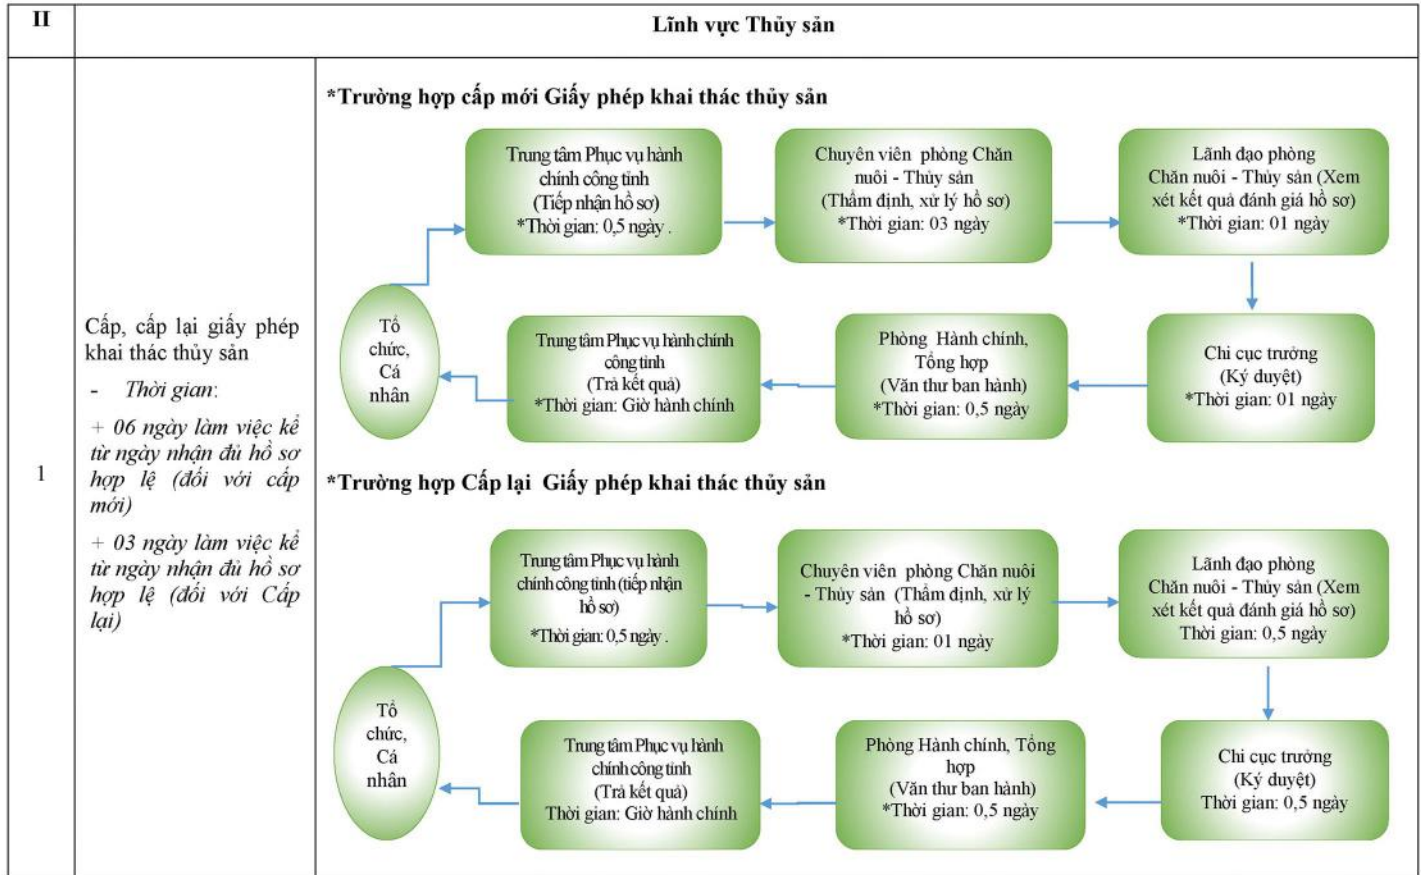 II
Lĩnh vực Thủy sản
1
Cấp, cấp lại giấy phép
khai thác thủy sản
- Thời gian:
+ 06 ngày làm việc kể
từ ngày nhận đủ hồ sơ
hợp lệ (đối với cấp
mới)
+ 03 ngày làm việc kể
từ ngày nhận đủ hồ sơ
hợp lệ (đối với Cấp
lại)
*Trường hợp cấp mới Giấy phép khai thác thủy sản
Trung tâm Phục vụ hành
chính công tỉnh
(Tiếp nhận hồ sơ)
*Thời gian: 0,5 ngày .
Chuyên viên phòng Chăn
nuôi - Thủy sản
(Thẩm định, xử lý hồ sơ)
*Thời gian: 03 ngày
Lãnh đạo phòng
Chăn nuôi - Thủy sản (Xem
xét kết quả đánh giá hồ sơ)
*Thời gian: 01 ngày
Tổ
chức,
Cá
nhân
Trung tâm Phục vụ hành chính
công tỉnh
(Trả kết quả)
*Thời gian: Giờ hành chính
Phòng Hành chính,
Tổng hợp
(Văn thư ban hành)
*Thời gian: 0,5 ngày
Chi cục trưởng
(Ký duyệt)
*Thời gian: 01 ngày
*Trường hợp Cấp lại Giấy phép khai thác thủy sản
Trung tâm Phục vụ hành
chính công tỉnh (tiếp nhận
hồ sơ)
*Thời gian: 0,5 ngày .
Chuyên viên phòng Chăn nuôi
- Thủy sản (Thẩm định, xử lý
hồ sơ)
*Thời gian: 01 ngày
Lãnh đạo phòng
Chăn nuôi - Thủy sản (Xem
xét kết quả đánh giá hồ sơ)
Thời gian: 0,5 ngày
Tổ
chức,
Cá
nhân
Trung tâm Phục vụ hành
chính công tỉnh
(Trả kết quả)
Thời gian: Giờ hành chính
Phòng Hành chính, Tổng
hợp
(Văn thư ban hành)
*Thời gian: 0,5 ngày
Chi cục trưởng
(Ký duyệt)
Thời gian: 0,5 ngày